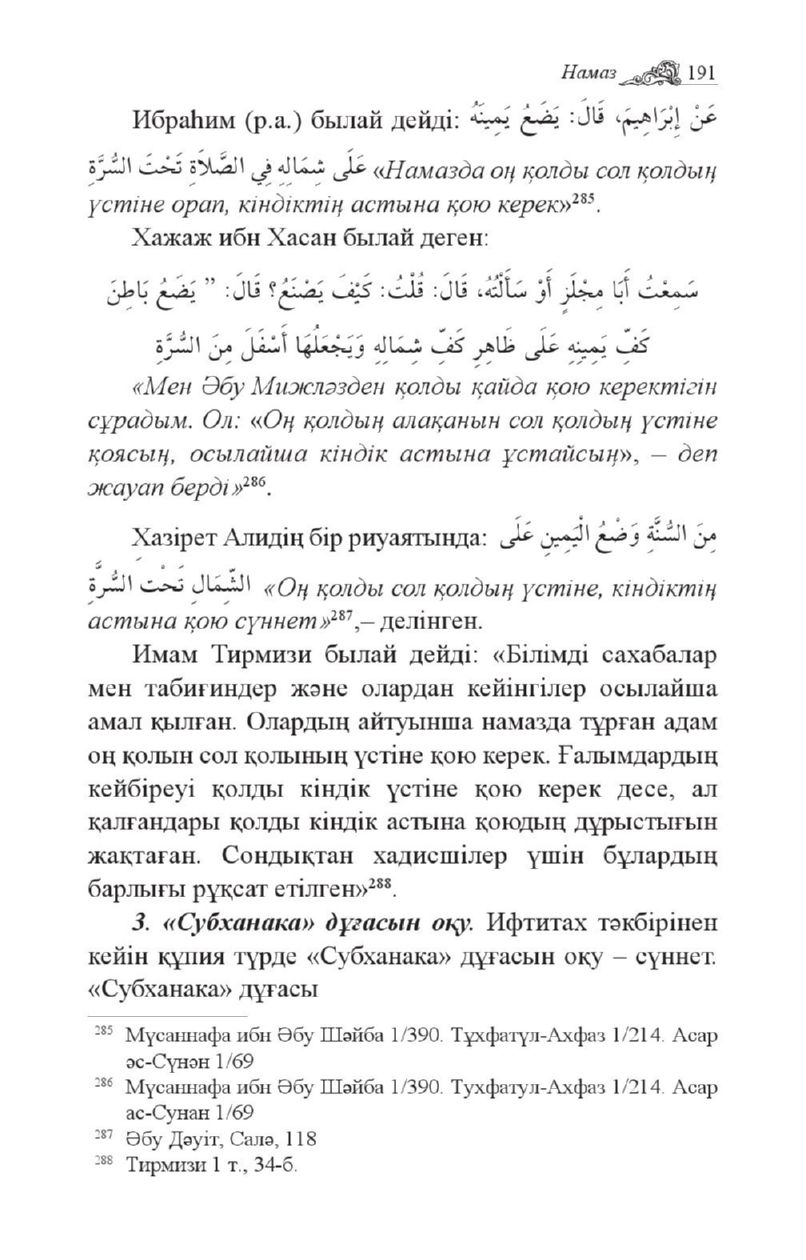 Намаз 191
Ибраһим (р.а.) былай дейді: عَنْ إِبْرَاهِيمَ، قَالَ: يَضَعُ يَمِينَهُ
عَلَى شِمَالِهِ فِي الصَّلاَةِ تَحْتَ السُّرَّةِ «Намазда оң қолды сол қолдың
үстіне орап, кіндіктің астына қою керек»²⁸⁵.
Хажаж ибн Хасан былай деген:
سَمِعْتُ أَبَا مِجْلَزٍ أَوْ سَأَلْتُهُ، قَالَ: قُلْتُ: كَيْفَ يَصْنَعُ؟ قَالَ: ” يَضَعُ بَاطِنَ
كَفِّ يَمِينِهِ عَلَى ظَاهِرِ كَفِّ شِمَالِهِ وَيَجْعَلُهَا أَسْفَلَ مِنَ السُّرَّةِ
«Мен Әбу Мижләзден қолды қайда қою керектігін
сұрадым. Ол: «Оң қолдың алақанын сол қолдың үстіне
қоясың, осылайша кіндік астына ұстайсың», – деп
жауап берді»²⁸⁶.
Хазірет Алидің бір риуаятында: مِنَ السُّنَّةِ وَضْعُ الْيَمِينِ عَلَى
الشِّمَالِ تَحْتَ السُّرَّةِ «Оң қолды сол қолдың үстіне, кіндіктің
астына қою сүннет»²⁸⁷,– делінген.
Имам Тирмизи былай дейді: «Білімді сахабалар
мен табиғиндер және олардан кейінгілер осылайша
амал қылған. Олардың айтуынша намазда тұрған адам
оң қолын сол қолының үстіне қою керек. Ғалымдардың
кейбіреуі қолды кіндік үстіне қою керек десе, ал
қалғандары қолды кіндік астына қоюдың дұрыстығын
жақтаған. Сондықтан хадисшілер үшін бұлардың
барлығы рұқсат етілген»²⁸⁸.
3. «Субханака» дұғасын оқу. Ифтитах тәкбірінен
кейін құпия түрде «Субханака» дұғасын оқу – сүннет.
«Субханака» дұғасы
²⁸⁵ Мүсаннафа ибн Әбу Шәйба 1/390. Тұхфатүл-Ахфаз 1/214. Асар
әс-Сүнән 1/69
²⁸⁶ Мүсаннафа ибн Әбу Шәйба 1/390. Тухфатул-Ахфаз 1/214. Асар
ас-Сунан 1/69
²⁸⁷ Әбу Дәуіт, Салә, 118
²⁸⁸ Тирмизи 1 т., 34-б.